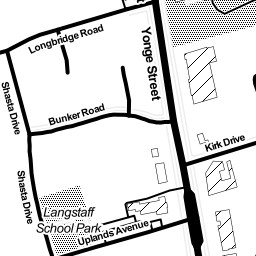 Longbridge Road
Yonge Street
Shasta Drive
Bunker Road
Kirk Drive
Shasta Drive
Langstaff
School Park
Uplands Avenue